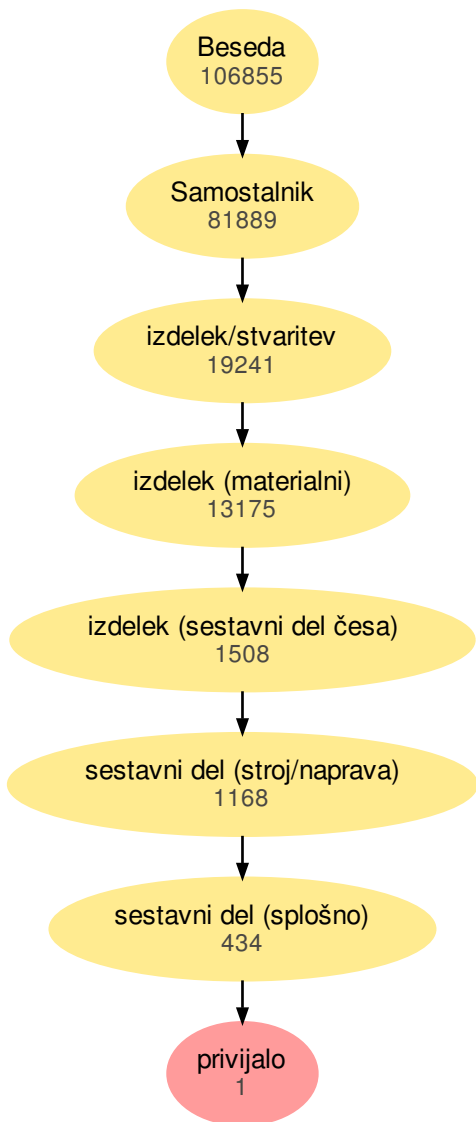 Beseda
106855
Samostalnik
81889
izdelek/stvaritev
19241
izdelek (materialni)
13175
izdelek (sestavni del česa)
1508
sestavni del (stroj/naprava)
1168
sestavni del (splošno)
434
privijalo
1